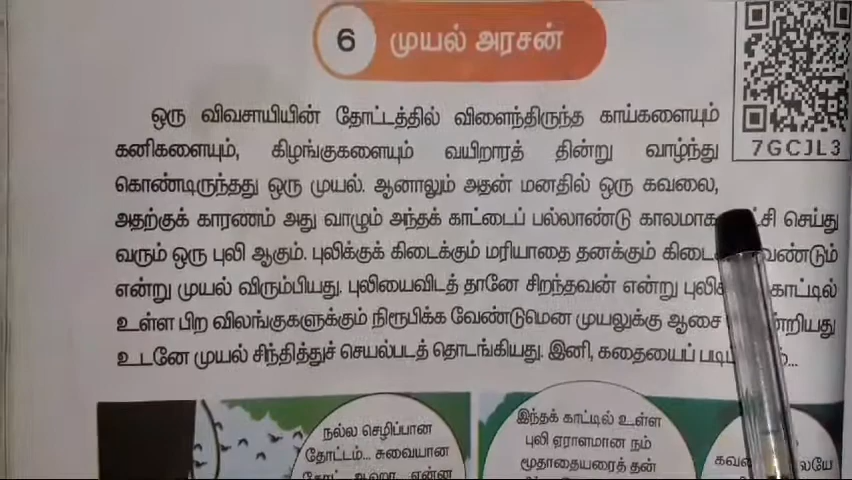 6 முயல் அரசன்
7GCJL3
ஒரு விவசாயியின் தோட்டத்தில் விளைந்திருந்த காய்களையும்
கனிகளையும், கிழங்குகளையும் வயிறாரத் தின்று வாழ்ந்து
கொண்டிருந்தது ஒரு முயல். ஆனாலும் அதன் மனதில் ஒரு கவலை,
அதற்குக் காரணம் அது வாழும் அந்தக் காட்டைப் பல்லாண்டு காலமாக செய்து
வரும் ஒரு புலி ஆகும். புலிக்குக் கிடைக்கும் மரியாதை தனக்கும்
என்று முயல் விரும்பியது. புலியைவிடத் தானே சிறந்தவன் என்று காட்டில்
உள்ள பிற விலங்குகளுக்கும் நிரூபிக்க வேண்டுமென முயலுக்கு ஆசை
உடனே முயல் சிந்தித்துச் செயல்படத் தொடங்கியது. இனி, கதையைப்
நல்ல செழிப்பான
தோட்டம்... சுவையான
இந்தக் காட்டில் உள்ள
புலி ஏராளமான நம்
மூதாதையரைத் தன்